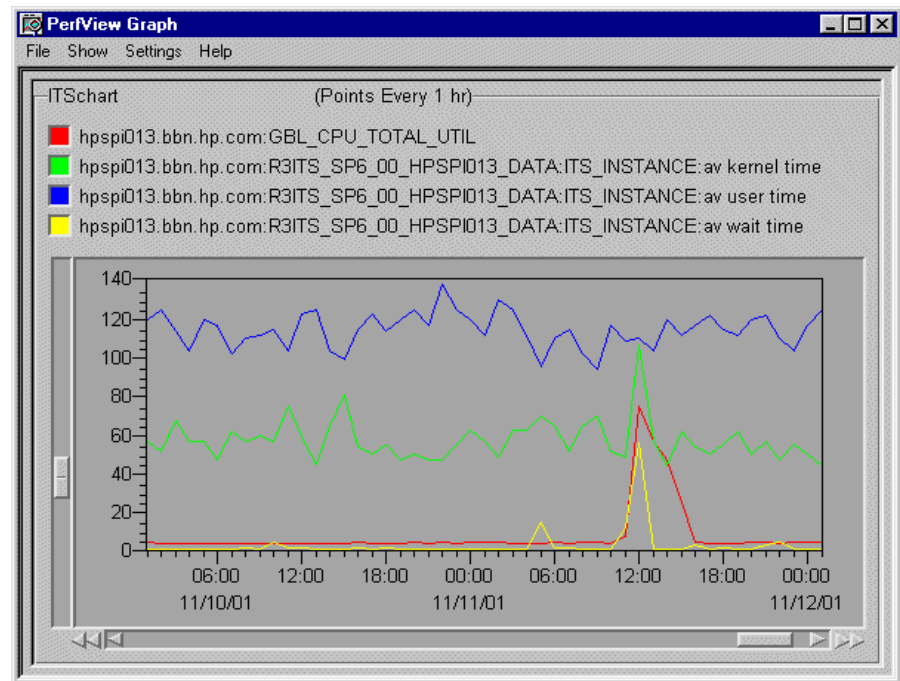 PerfView Graph
File Show Settings Help
ITSchart (Points Every 1 hr)
hpspi013.bbn.hp.com:GBL_CPU_TOTAL_UTIL
hpspi013.bbn.hp.com:R3ITS_SP6_00_HPSPI013_DATA:ITS_INSTANCE:av kernel time
hpspi013.bbn.hp.com:R3ITS_SP6_00_HPSPI013_DATA:ITS_INSTANCE:av user time
hpspi013.bbn.hp.com:R3ITS_SP6_00_HPSPI013_DATA:ITS_INSTANCE:av wait time
140
120
100
80
60
40
20
0
06:00 12:00 18:00 00:00 06:00 12:00 18:00 00:00
11/10/01 11/11/01 11/12/01